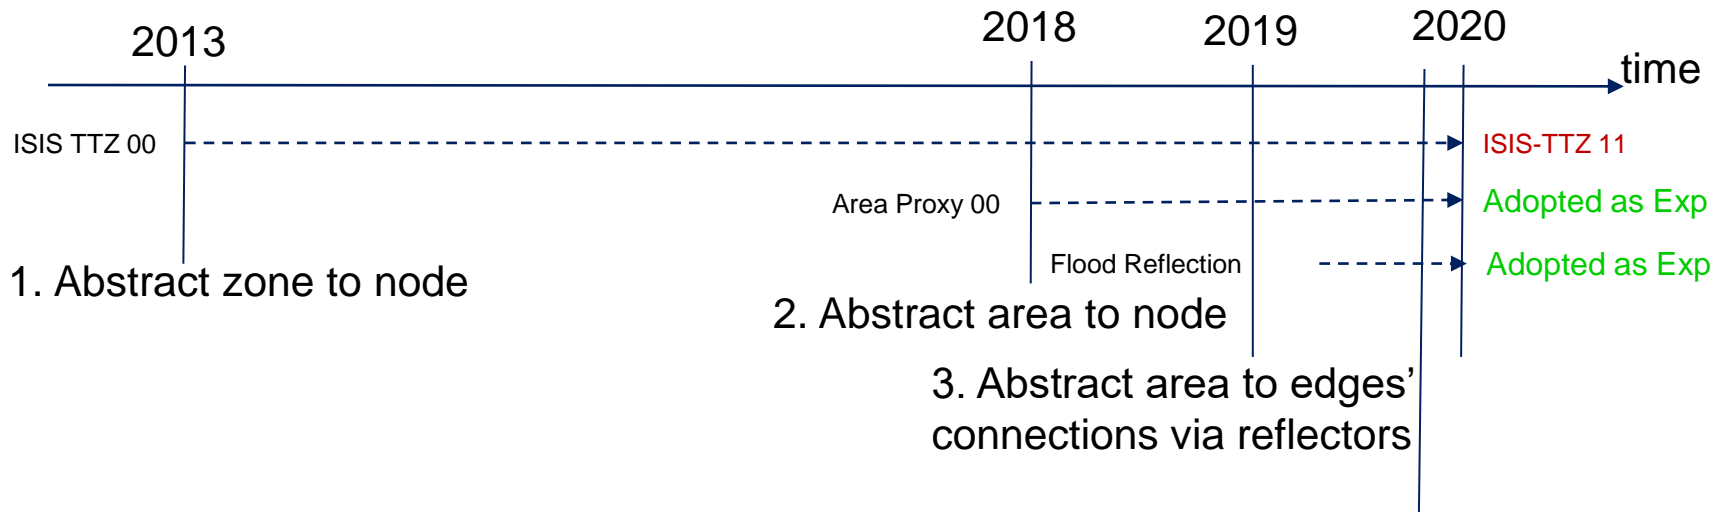 2013
2018
2019
2020
time
ISIS TTZ 00
ISIS-TTZ 11
Area Proxy 00
Adopted as Exp
Flood Reflection
Adopted as Exp
1. Abstract zone to node
2. Abstract area to node
3. Abstract area to edges’
connections via reflectors